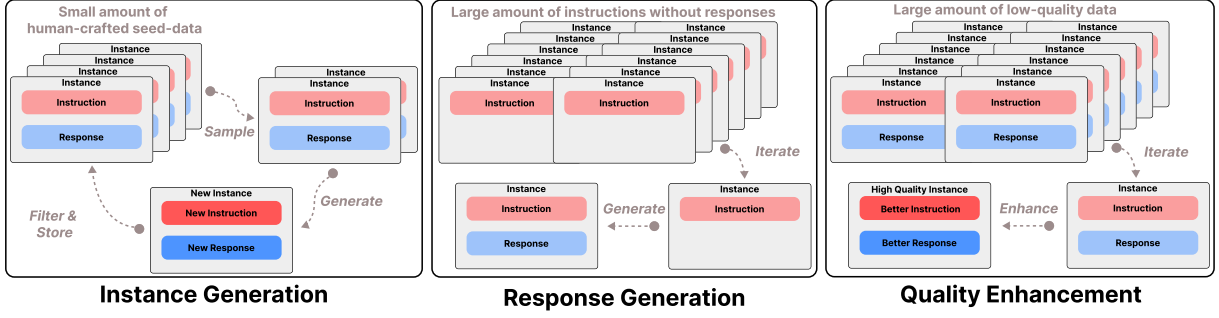 Small amount of
human-crafted seed-data
Instance
Instance
Instance
Instance
Instruction
Response
Sample
Instance
Instance
Instruction
Response
Generate
New Instance
New Instruction
New Response
Filter &
Store
Instance Generation
Large amount of instructions without responses
Instance
Instance
Instance
Instance
Instance
Instance
Instance
Instance
Instance
Instance
Instruction
Instruction
Iterate
Instance
Instruction
Generate
Instance
Instruction
Response
Response Generation
Large amount of low-quality data
Instance
Instance
Instance
Instance
Instance
Instance
Instance
Instance
Instance
Instance
Instruction
Instruction
Response
Response
Iterate
Instance
Instruction
Response
Enhance
High Quality Instance
Better Instruction
Better Response
Quality Enhancement